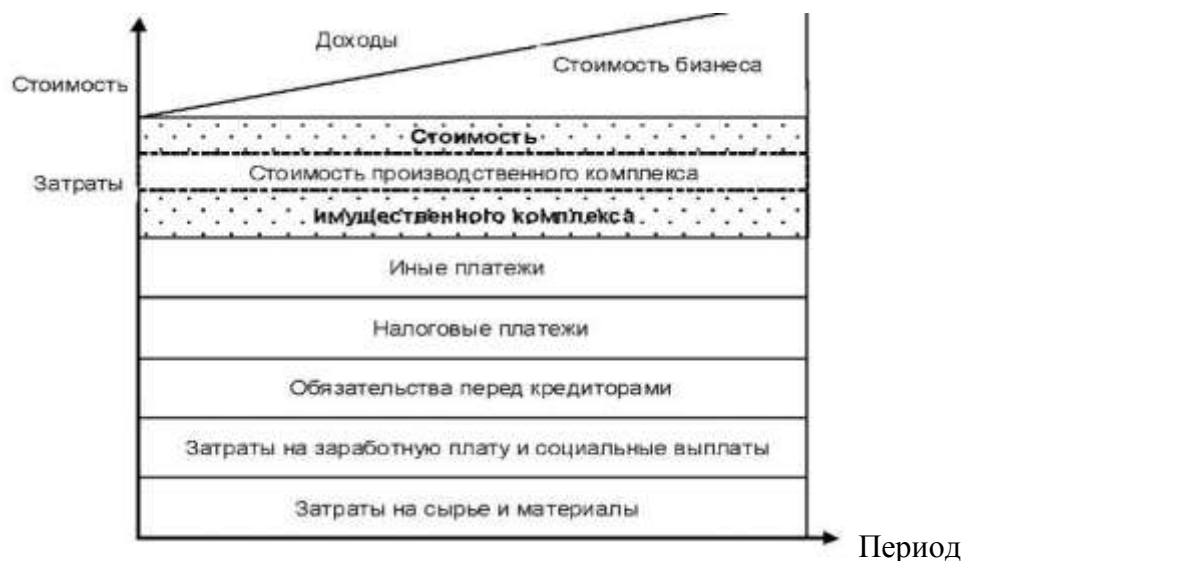 Доходы
Стоимость бизнеса
Стоимость
Стоимость
Стоимость производственного комплекса
Затраты
имущественного комплекса
Иные платежи
Налоговые платежи
Обязательства перед кредиторами
Затраты на заработную плату и социальные выплаты
Затраты на сырье и материалы
Период